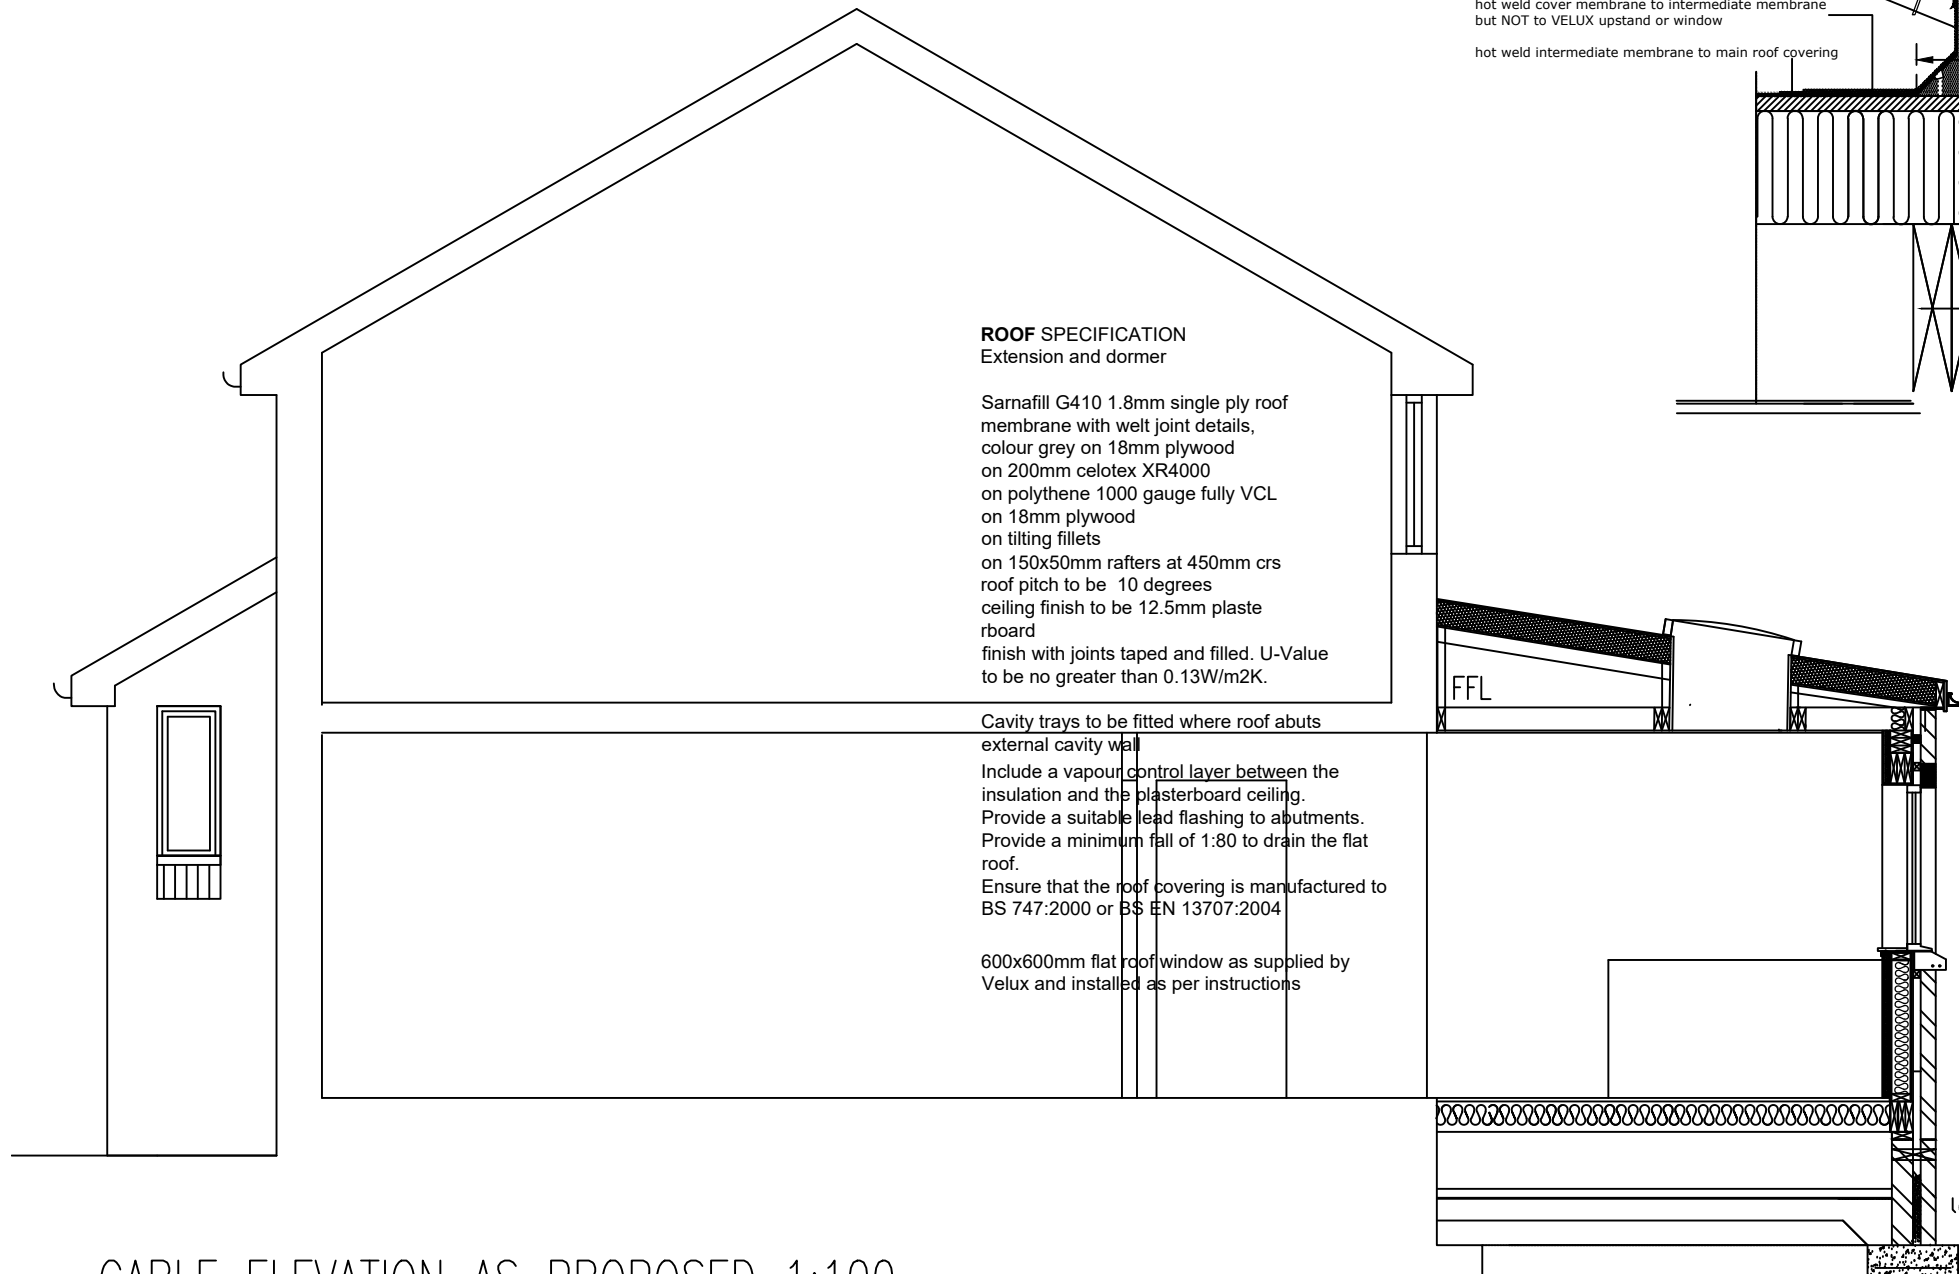 hot weld cover membrane to intermediate membrane
but NOT to VELUX upstand or window
hot weld intermediate membrane to main roof covering
ROOF SPECIFICATION
Extension and dormer
Sarnafill G410 1.8mm single ply roof
membrane with welt joint details,
colour grey on 18mm plywood
on 200mm celotex XR4000
on polythene 1000 gauge fully VCL
on 18mm plywood
on tilting fillets
on 150x50mm rafters at 450mm crs
roof pitch to be 10 degrees
ceiling finish to be 12.5mm plaste
rboard
finish with joints taped and filled. U-Value
to be no greater than 0.13W/m2K.
FFL
Cavity trays to be fitted where roof abuts
external cavity wall
Include a vapour control layer between the
insulation and the plasterboard ceiling.
Provide a suitable lead flashing to abutments.
Provide a minimum fall of 1:80 to drain the flat
roof.
Ensure that the roof covering is manufactured to
BS 747:2000 or BS EN 13707:2004
600x600mm flat roof window as supplied by
Velux and installed as per instructions
GABLE ELEVATION AS PROPOSED 1:100